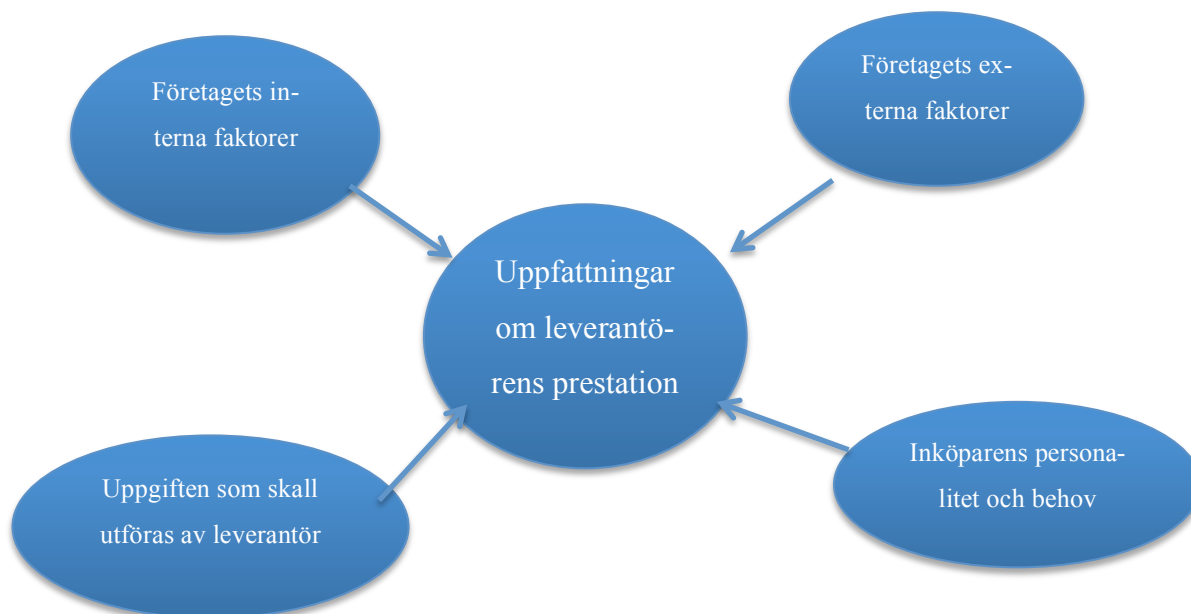 Företagets in-
terna faktorer
Företagets ex-
terna faktorer
Uppfattningar
om leverantö-
rens prestation
Uppgiften som skall
utföras av leverantör
Inköparens persona-
litet och behov